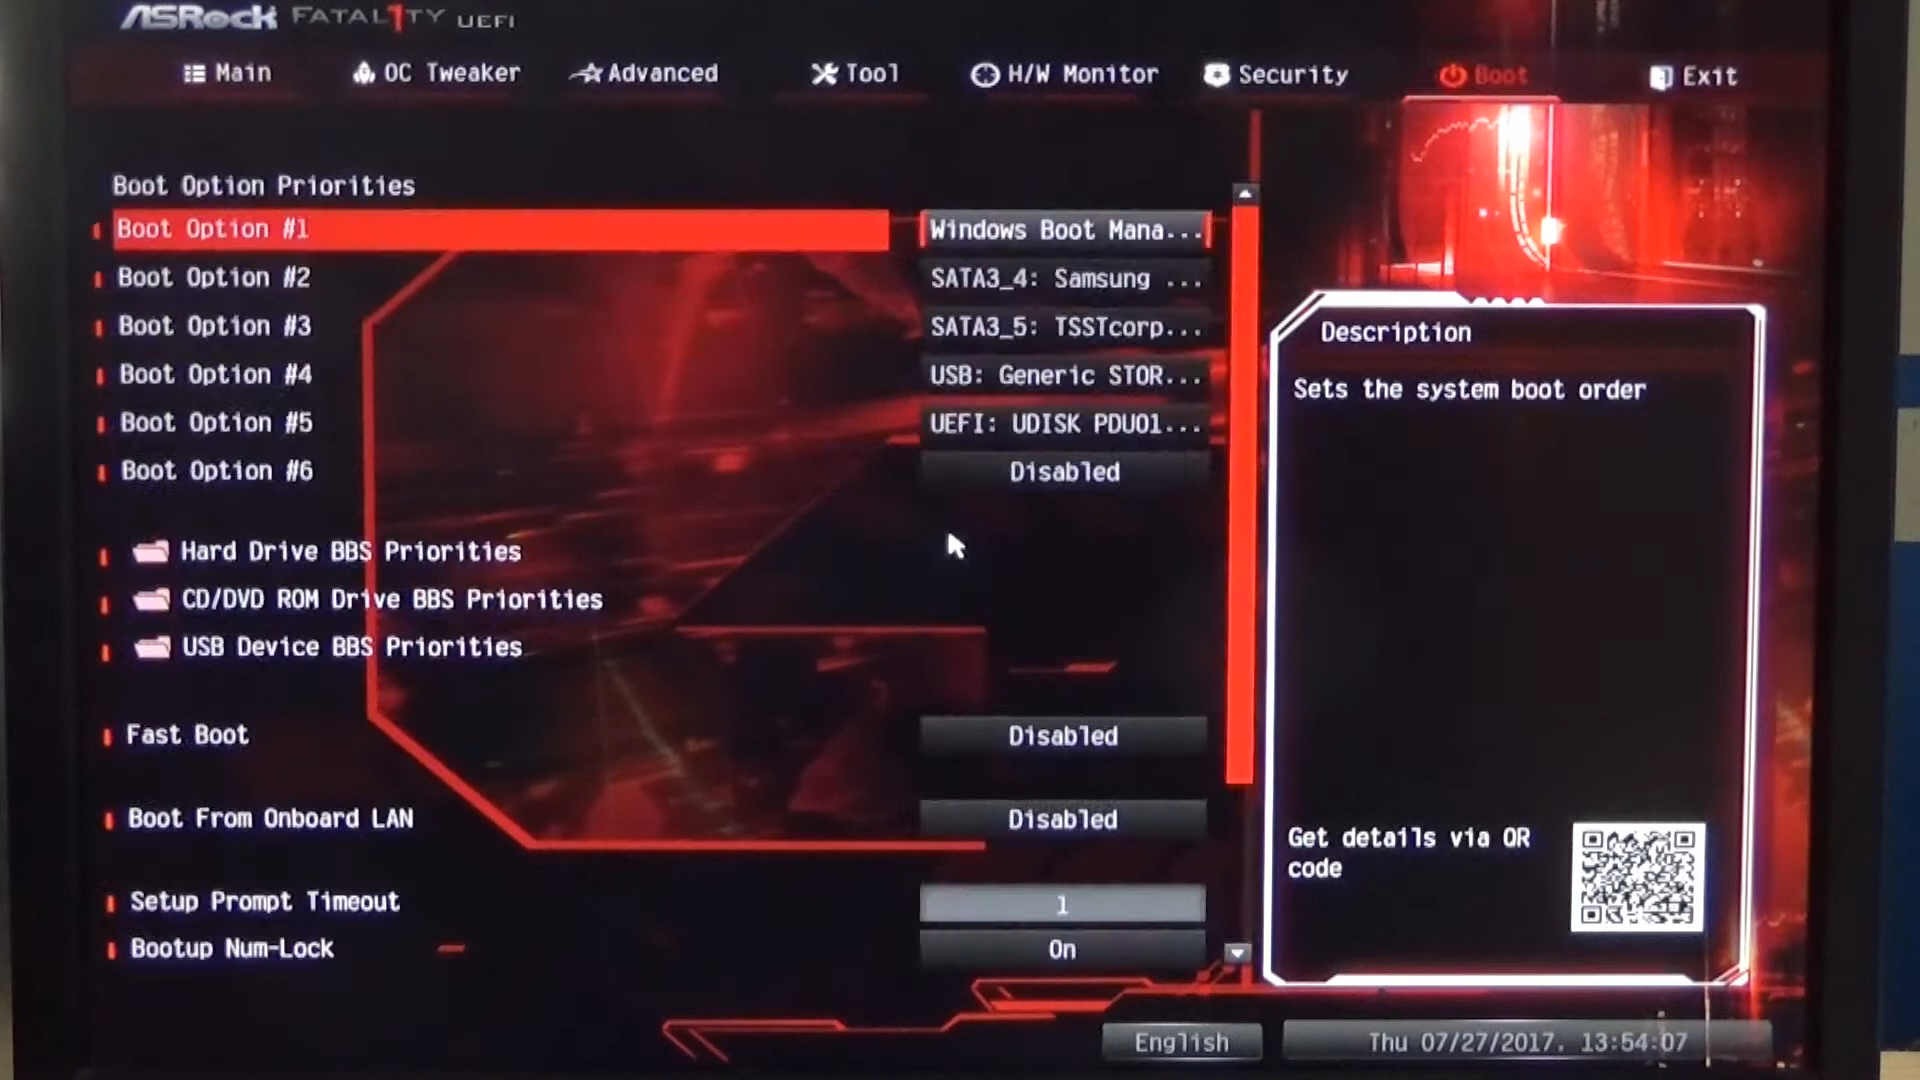 ASRock FATAL1TY UEFI
Main OC Tweaker Advanced Tool H/W Monitor Security Boot Exit
Boot Option Priorities
Boot Option #1 Windows Boot Mana...
Boot Option #2 SATA3_4: Samsung ...
Boot Option #3 SATA3_5: TSSTcorp...
Boot Option #4 USB: Generic STOR...
Boot Option #5 UEFI: UDISK PDU01...
Boot Option #6 Disabled
Hard Drive BBS Priorities
CD/DVD ROM Drive BBS Priorities
USB Device BBS Priorities
Fast Boot Disabled
Boot From Onboard LAN Disabled
Setup Prompt Timeout 1
Bootup Num-Lock On
Description
Sets the system boot order
Get details via QR
code
English Thu 07/27/2017. 13:54:07